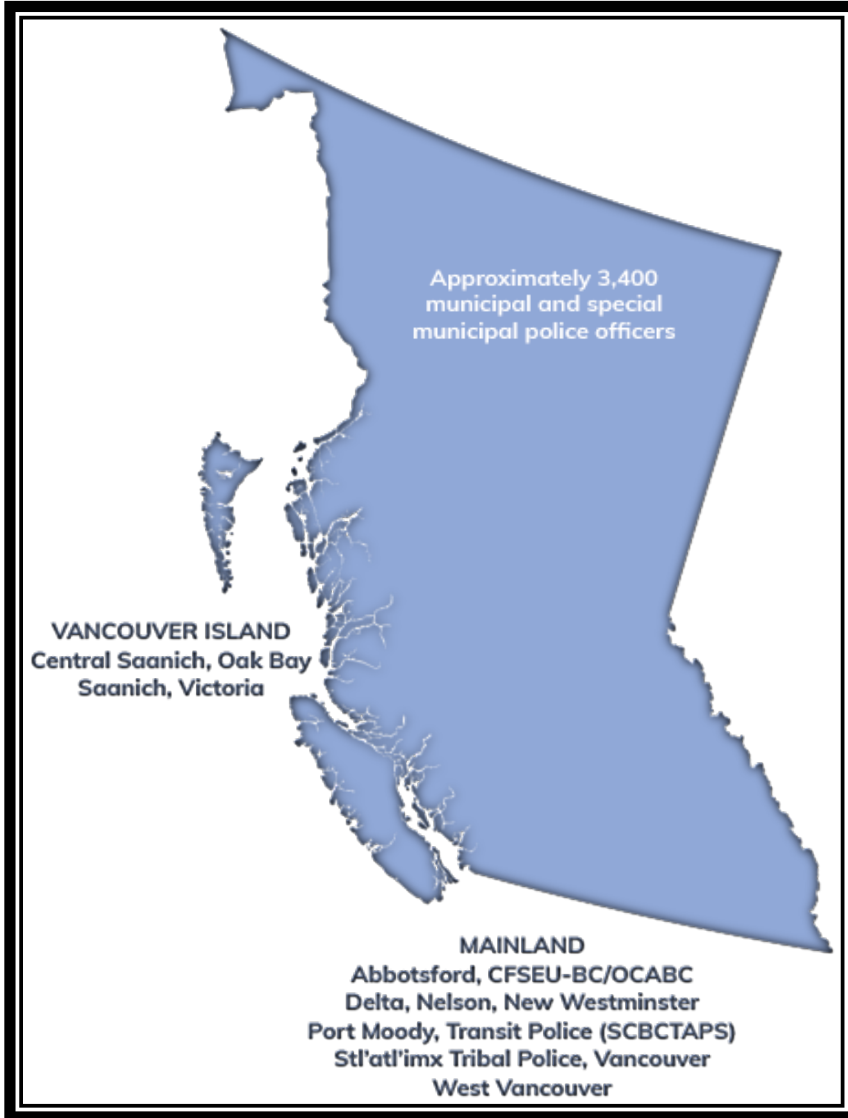 Approximately 3,400
municipal and special
municipal police officers
VANCOUVER ISLAND
Central Saanich, Oak Bay
Saanich, Victoria
MAINLAND
Abbotsford, CFSEU-BC/OCABC
Delta, Nelson, New Westminster
Port Moody, Transit Police (SCBCTAPS)
Stl’atl’imx Tribal Police, Vancouver
West Vancouver